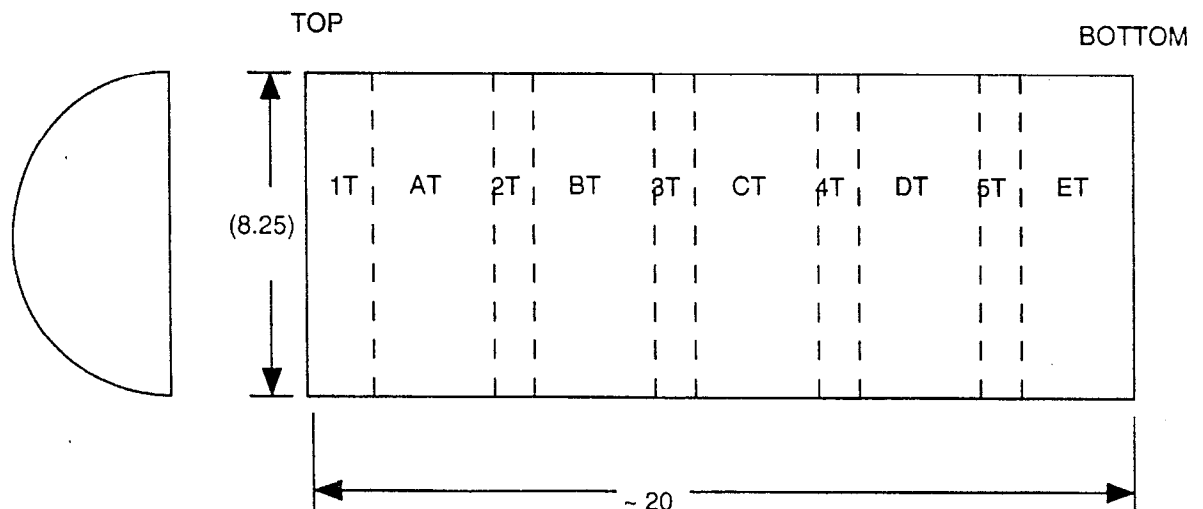 TOP
BOTTOM
1T AT 2T BT 3T CT 4T DT 5T ET
(8.25)
~ 20